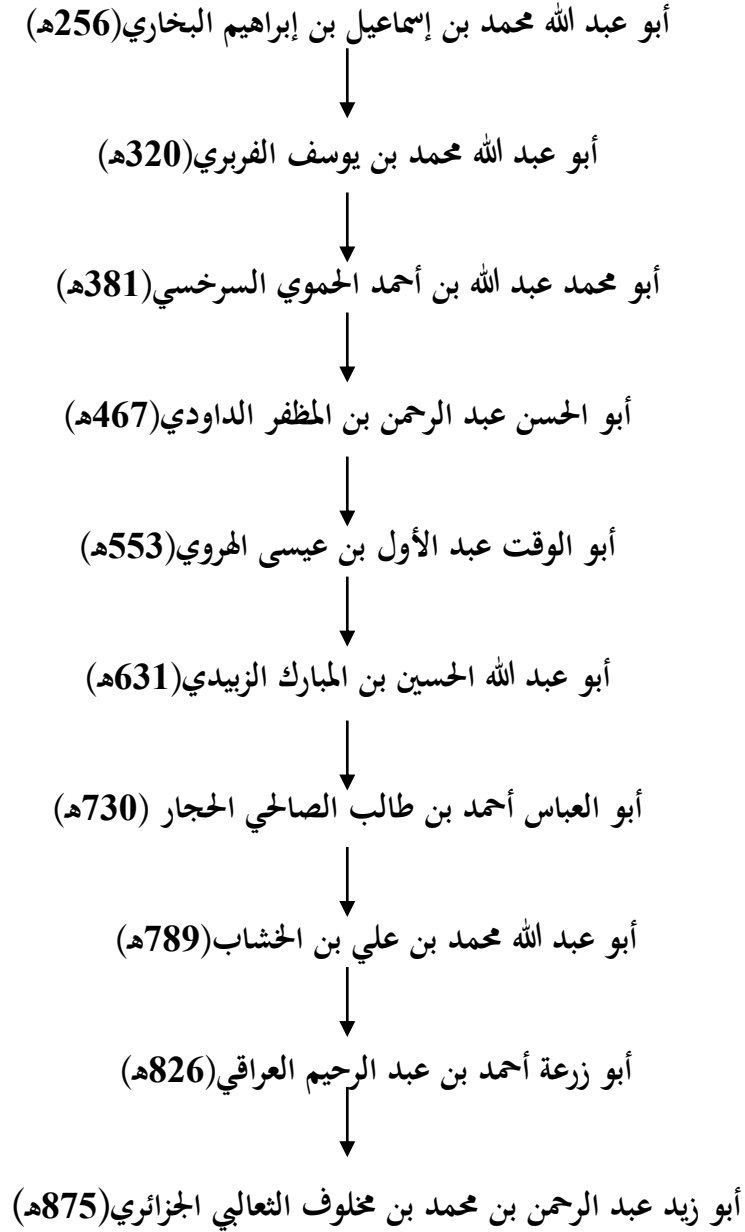 أبو عبد الله محمد بن إسماعيل بن إبراهيم البخاري(256هـ)
أبو عبد الله محمد بن يوسف الفربري(320هـ)
أبو محمد عبد الله بن أحمد الحموي السرخسي(381هـ)
أبو الحسن عبد الرحمن بن المظفر الداودي(467هـ)
أبو الوقت عبد الأول بن عيسى الهروي(553هـ)
أبو عبد الله الحسين بن المبارك الزبيدي(631هـ)
أبو العباس أحمد بن طالب الصالحي الحجار (730هـ)
أبو عبد الله محمد بن علي بن الخشاب(789هـ)
أبو زرعة أحمد بن عبد الرحيم العراقي(826هـ)
أبو زيد عبد الرحمن بن محمد بن مخلوف الثعالبي الجزائري(875هـ)